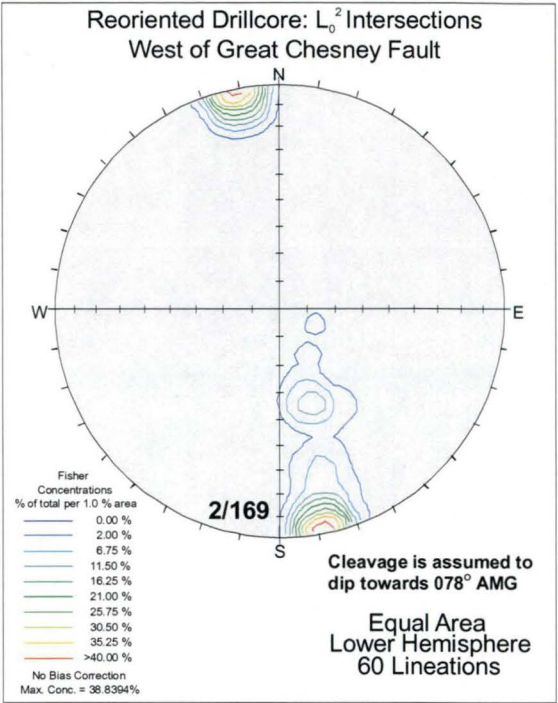 Reoriented Drillcore: L₀² Intersections
West of Great Chesney Fault
N
W
E
2/169
S
Fisher
Concentrations
% of total per 1.0 % area
0.00 %
2.00 %
6.75 %
11.50 %
16.25 %
21.00 %
25.75 %
30.50 %
35.25 %
>40.00 %
No Bias Correction
Max. Conc. = 38.8394%
Cleavage is assumed to
dip towards 078° AMG
Equal Area
Lower Hemisphere
60 Lineations